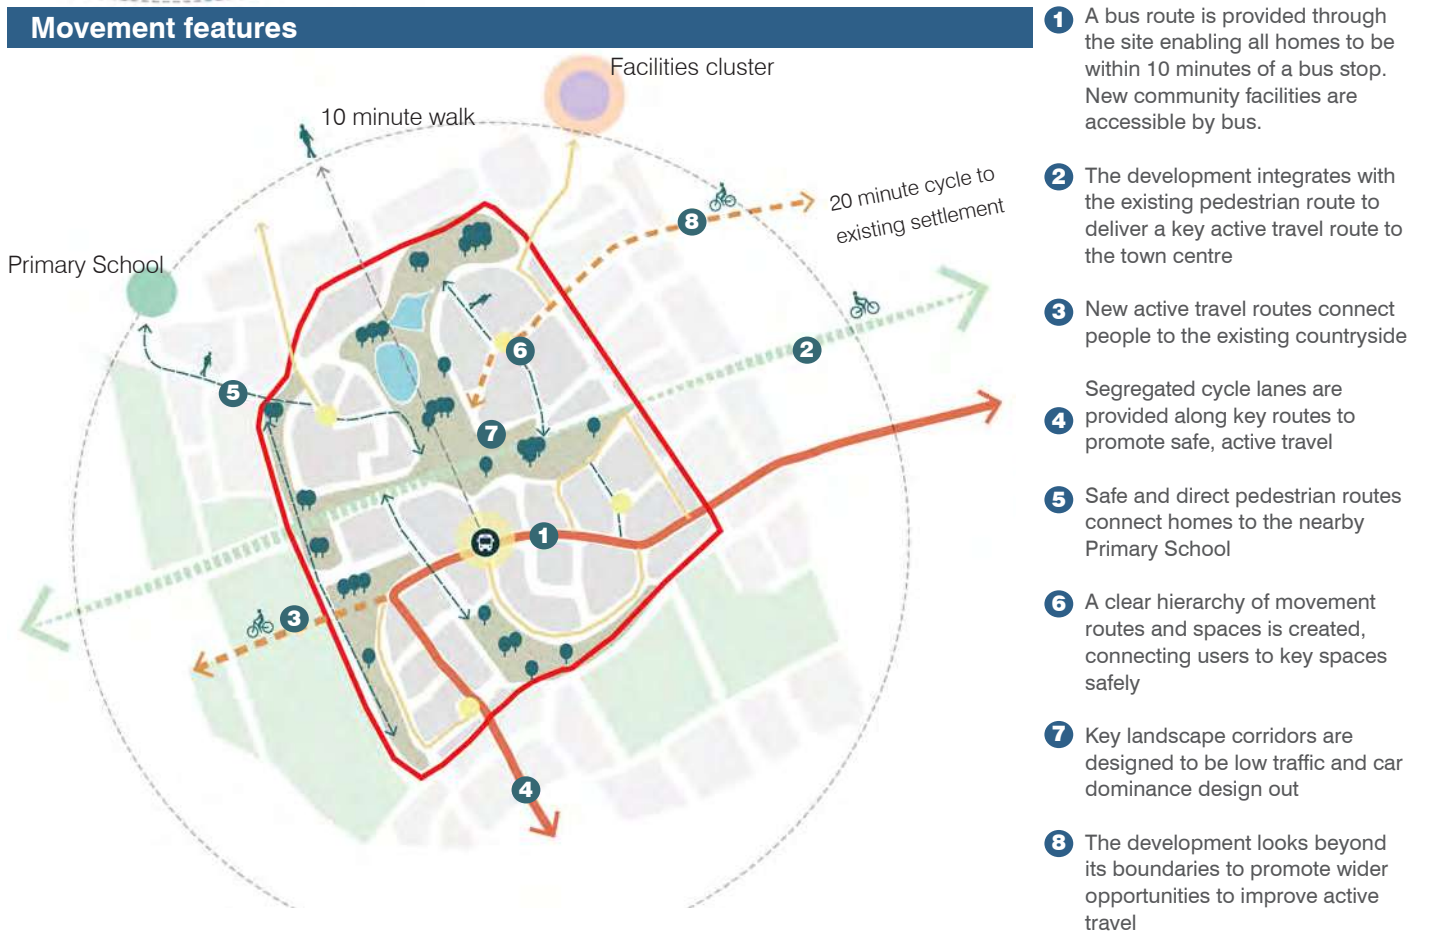 Movement features
Facilities cluster
10 minute walk
20 minute cycle to
existing settlement
Primary School
8
2
6
5
7
1
3
4
1 A bus route is provided through
the site enabling all homes to be
within 10 minutes of a bus stop.
New community facilities are
accessible by bus.
2 The development integrates with
the existing pedestrian route to
deliver a key active travel route to
the town centre
3 New active travel routes connect
people to the existing countryside
Segregated cycle lanes are
4 provided along key routes to
promote safe, active travel
5 Safe and direct pedestrian routes
connect homes to the nearby
Primary School
6 A clear hierarchy of movement
routes and spaces is created,
connecting users to key spaces
safely
7 Key landscape corridors are
designed to be low traffic and car
dominance design out
8 The development looks beyond
its boundaries to promote wider
opportunities to improve active
travel